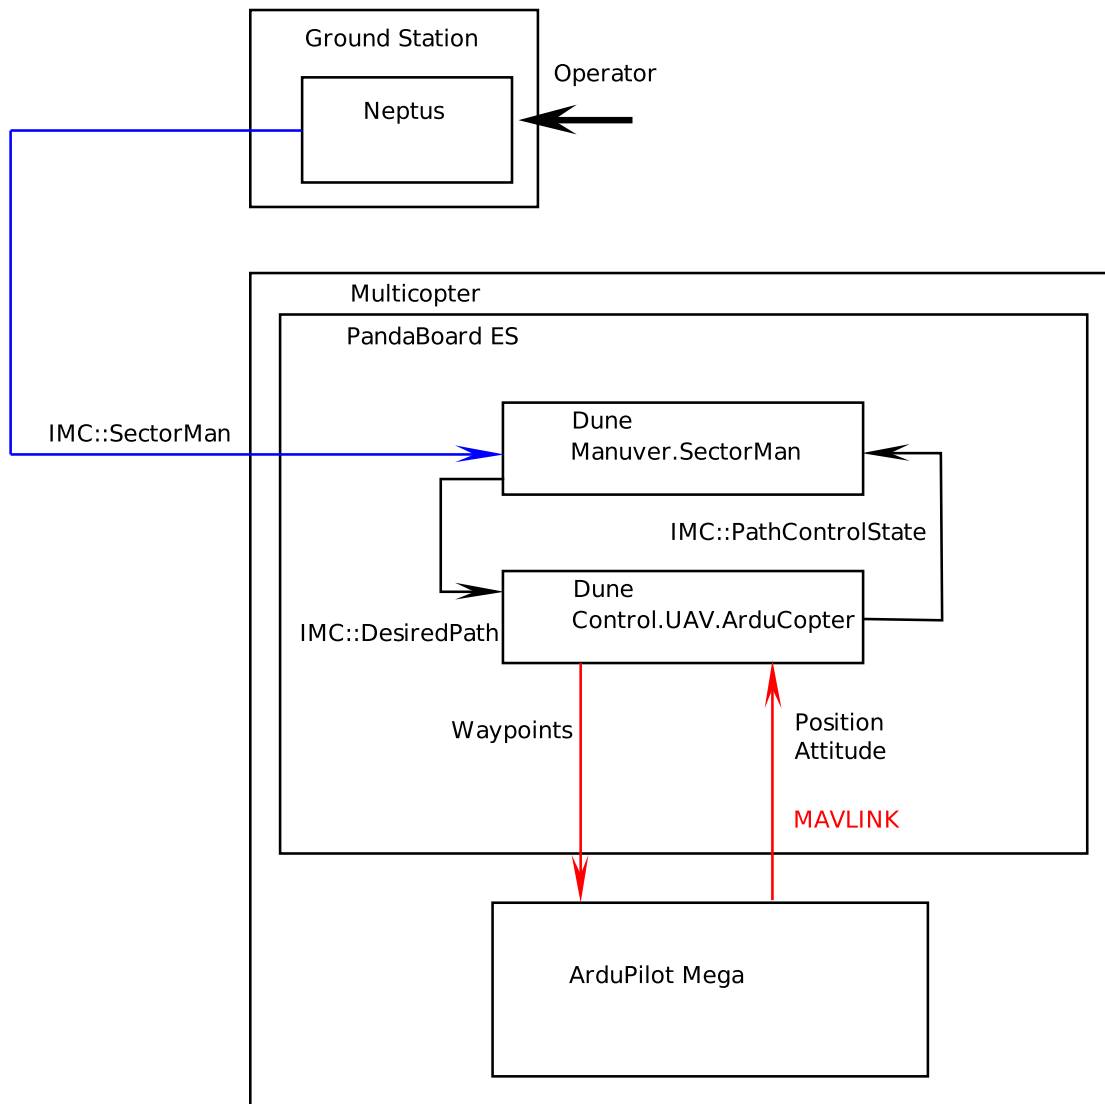 Ground Station
Operator
Neptus
Multicopter
PandaBoard ES
Dune
IMC::SectorMan
Manuver.SectorMan
IMC::PathControlState
Dune
Control.UAV.ArduCopter
IMC::DesiredPath
Waypoints
Position
Attitude
MAVLINK
ArduPilot Mega